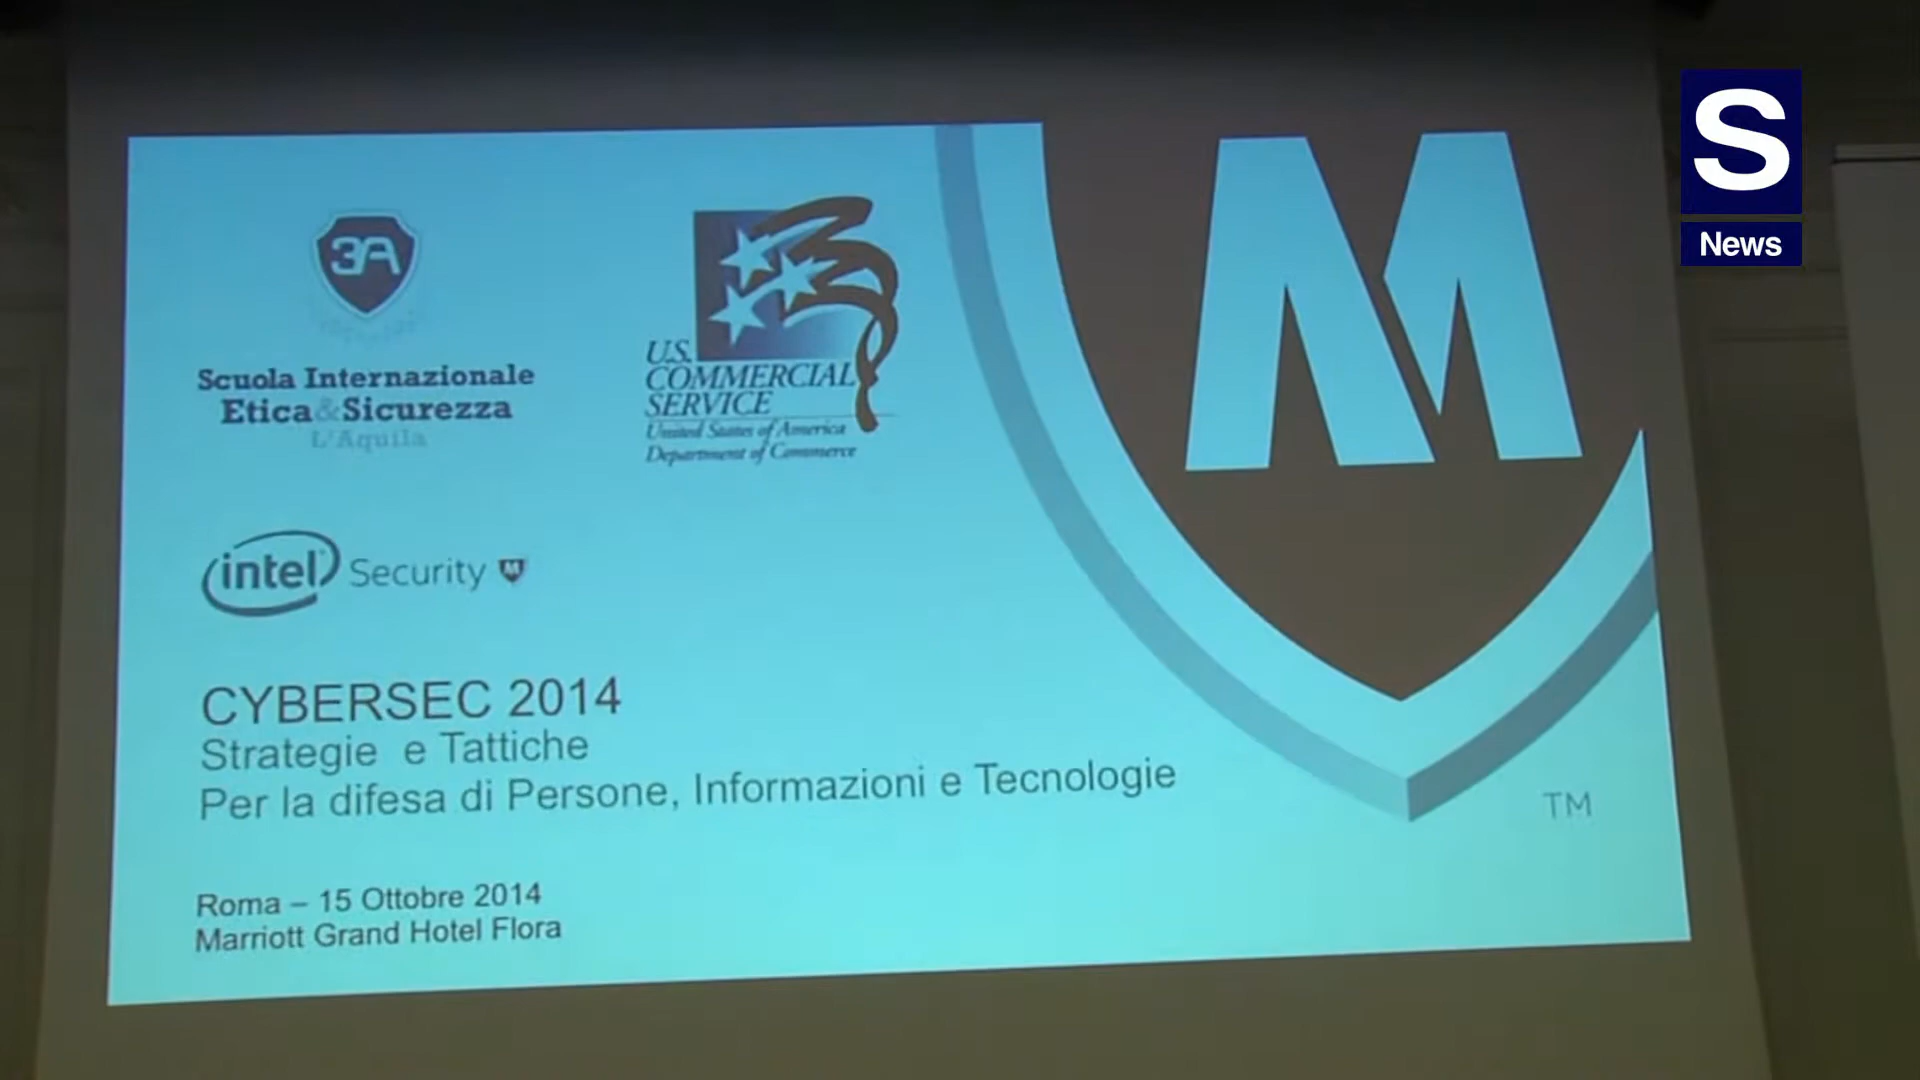 S
News
3A
Scuola Internazionale
Etica&Sicurezza
L'Aquila
U.S.
COMMERCIAL
SERVICE
United States of America
Department of Commerce
M
intel Security M
CYBERSEC 2014
Strategie e Tattiche
Per la difesa di Persone, Informazioni e Tecnologie
TM
Roma – 15 Ottobre 2014
Marriott Grand Hotel Flora